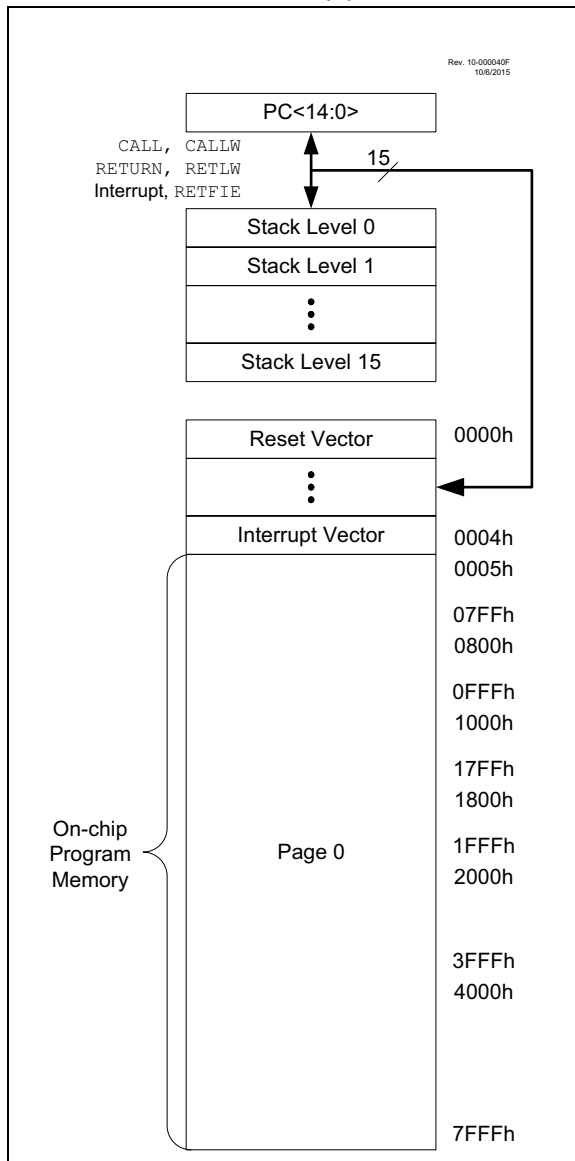 Rev. 10-000040F
10/6/2015
PC<14:0>
CALL, CALLW
RETURN, RETLW
Interrupt, RETFIE
15
Stack Level 0
Stack Level 1
Stack Level 15
Reset Vector
0000h
Interrupt Vector
0004h
0005h
07FFh
0800h
0FFFh
1000h
17FFh
1800h
On-chip
Program
Memory
Page 0
1FFFh
2000h
3FFFh
4000h
7FFFh